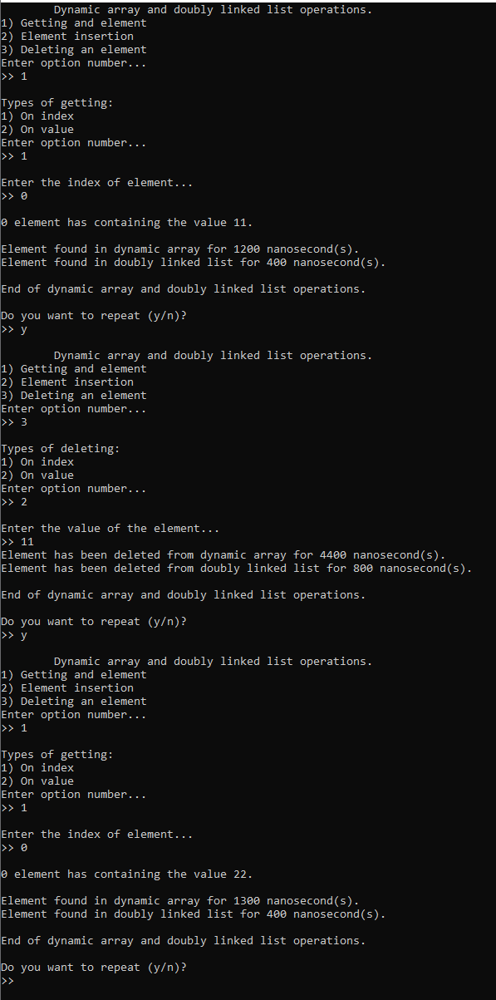 Dynamic array and doubly linked list operations.
1) Getting and element
2) Element insertion
3) Deleting an element
Enter option number...
>> 1
Types of getting:
1) On index
2) On value
Enter option number...
>> 1
Enter the index of element...
>> 0
0 element has containing the value 11.
Element found in dynamic array for 1200 nanosecond(s).
Element found in doubly linked list for 400 nanosecond(s).
End of dynamic array and doubly linked list operations.
Do you want to repeat (y/n)?
>> y
Dynamic array and doubly linked list operations.
1) Getting and element
2) Element insertion
3) Deleting an element
Enter option number...
>> 3
Types of deleting:
1) On index
2) On value
Enter option number...
>> 2
Enter the value of the element...
>> 11
Element has been deleted from dynamic array for 4400 nanosecond(s).
Element has been deleted from doubly linked list for 800 nanosecond(s).
End of dynamic array and doubly linked list operations.
Do you want to repeat (y/n)?
>> y
Dynamic array and doubly linked list operations.
1) Getting and element
2) Element insertion
3) Deleting an element
Enter option number...
>> 1
Types of getting:
1) On index
2) On value
Enter option number...
>> 1
Enter the index of element...
>> 0
0 element has containing the value 22.
Element found in dynamic array for 1300 nanosecond(s).
Element found in doubly linked list for 400 nanosecond(s).
End of dynamic array and doubly linked list operations.
Do you want to repeat (y/n)?
>>